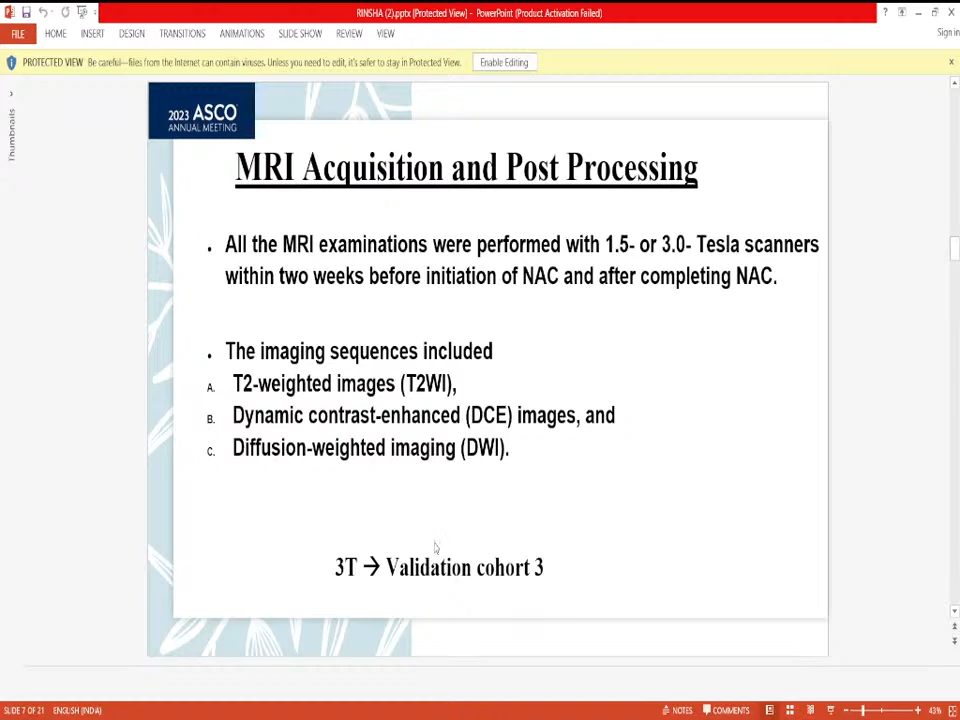 RINSHA (2).pptx [Protected View] - PowerPoint (Product Activation Failed)
FILE HOME INSERT DESIGN TRANSITIONS ANIMATIONS SLIDE SHOW REVIEW VIEW Sign in
PROTECTED VIEW Be careful—files from the Internet can contain viruses. Unless you need to edit, it's safer to stay in Protected View. Enable Editing
Thumbnails
2023 ASCO
ANNUAL MEETING
MRI Acquisition and Post Processing
• All the MRI examinations were performed with 1.5- or 3.0- Tesla scanners
within two weeks before initiation of NAC and after completing NAC.
• The imaging sequences included
A. T2-weighted images (T2WI),
B. Dynamic contrast-enhanced (DCE) images, and
C. Diffusion-weighted imaging (DWI).
3T → Validation cohort 3
SLIDE 7 OF 21 ENGLISH (INDIA) NOTES COMMENTS 43%